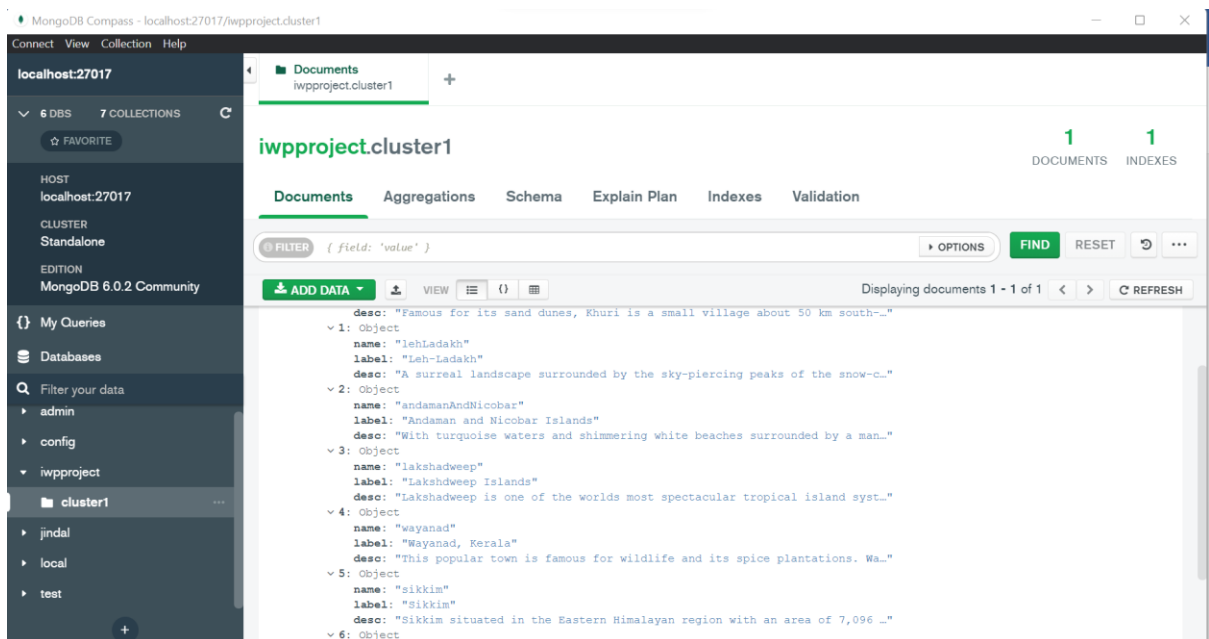 MongoDB Compass - localhost:27017/iwpproject.cluster1
Connect View Collection Help
localhost:27017
6 DBS 7 COLLECTIONS
FAVORITE
HOST
localhost:27017
CLUSTER
Standalone
EDITION
MongoDB 6.0.2 Community
{} My Queries
Databases
Filter your data
admin
config
iwpproject
cluster1
jindal
local
test
+
Documents
iwpproject.cluster1
+
iwpproject.cluster1
1 DOCUMENTS
1 INDEXES
Documents Aggregations Schema Explain Plan Indexes Validation
FILTER { field: 'value' } OPTIONS FIND RESET ...
ADD DATA VIEW {} Displaying documents 1 - 1 of 1 < > REFRESH
desc: "Famous for its sand dunes, Khuri is a small village about 50 km south-…"
1: Object
name: "lehLadakh"
label: "Leh-Ladakh"
desc: "A surreal landscape surrounded by the sky-piercing peaks of the snow-c…"
2: Object
name: "andamanAndNicobar"
label: "Andaman and Nicobar Islands"
desc: "With turquoise waters and shimmering white beaches surrounded by a man…"
3: Object
name: "lakshadweep"
label: "Lakshdweep Islands"
desc: "Lakshadweep is one of the worlds most spectacular tropical island syst…"
4: Object
name: "wayanad"
label: "Wayanad, Kerala"
desc: "This popular town is famous for wildlife and its spice plantations. Wa…"
5: Object
name: "sikkim"
label: "Sikkim"
desc: "Sikkim situated in the Eastern Himalayan region with an area of 7,096 …"
6: Object